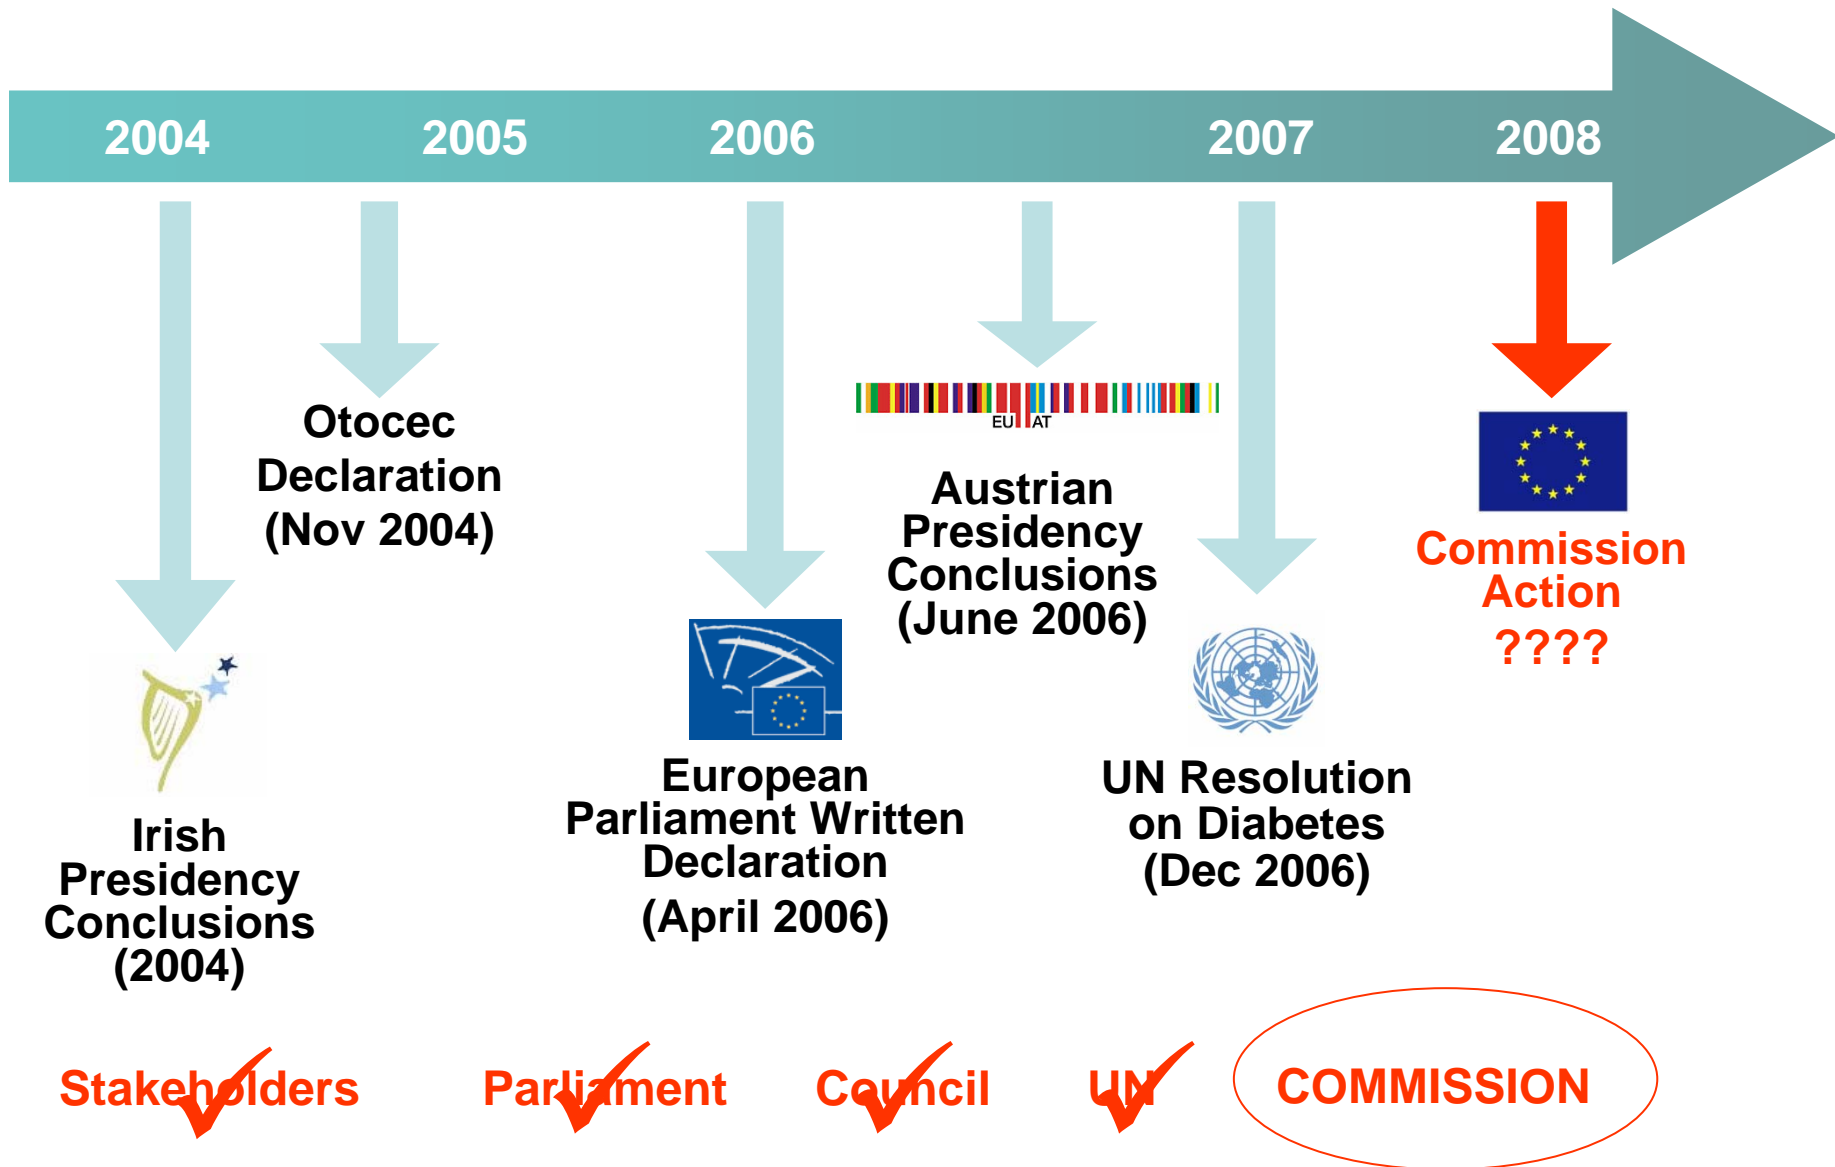 2004 2005 2006 2007 2008
Otocec
Declaration
(Nov 2004)
EU AT
Austrian
Presidency
Conclusions
(June 2006)
Commission
Action
????
Irish
Presidency
Conclusions
(2004)
European
Parliament Written
Declaration
(April 2006)
UN Resolution
on Diabetes
(Dec 2006)
Stakeholders Parliament Council UN COMMISSION